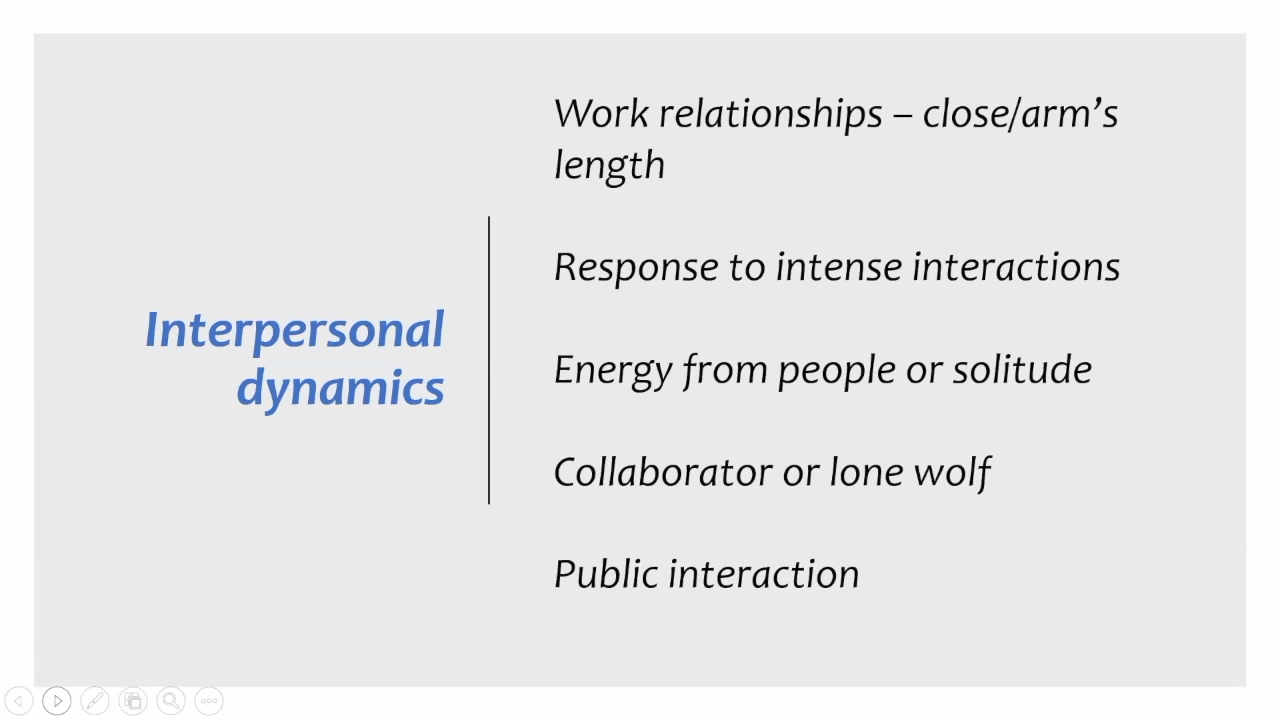 Interpersonal
dynamics
Work relationships – close/arm’s
length
Response to intense interactions
Energy from people or solitude
Collaborator or lone wolf
Public interaction